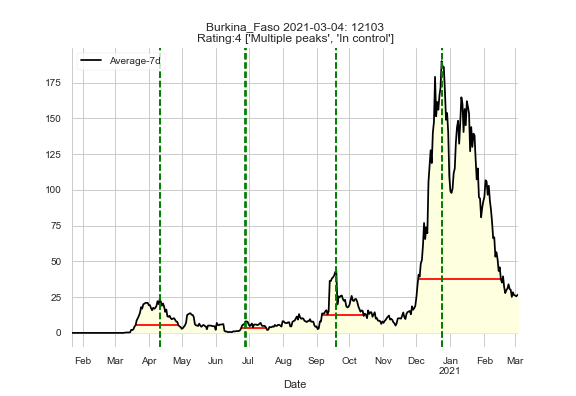 Burkina_Faso 2021-03-04: 12103
Rating:4 ['Multiple peaks', 'In control']
Average-7d
175
150
125
100
75
50
25
0
Feb Mar Apr May Jun Jul Aug Sep Oct Nov Dec Jan Feb Mar
2021
Date